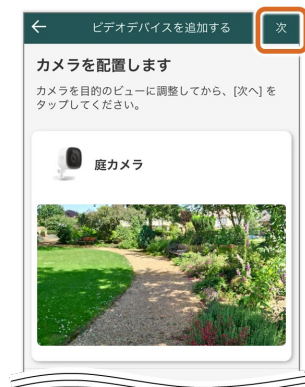 ビデオデバイスを追加する
次
カメラを配置します
カメラを目的のビューに調整してから、[次へ] を
タップしてください。
庭カメラ